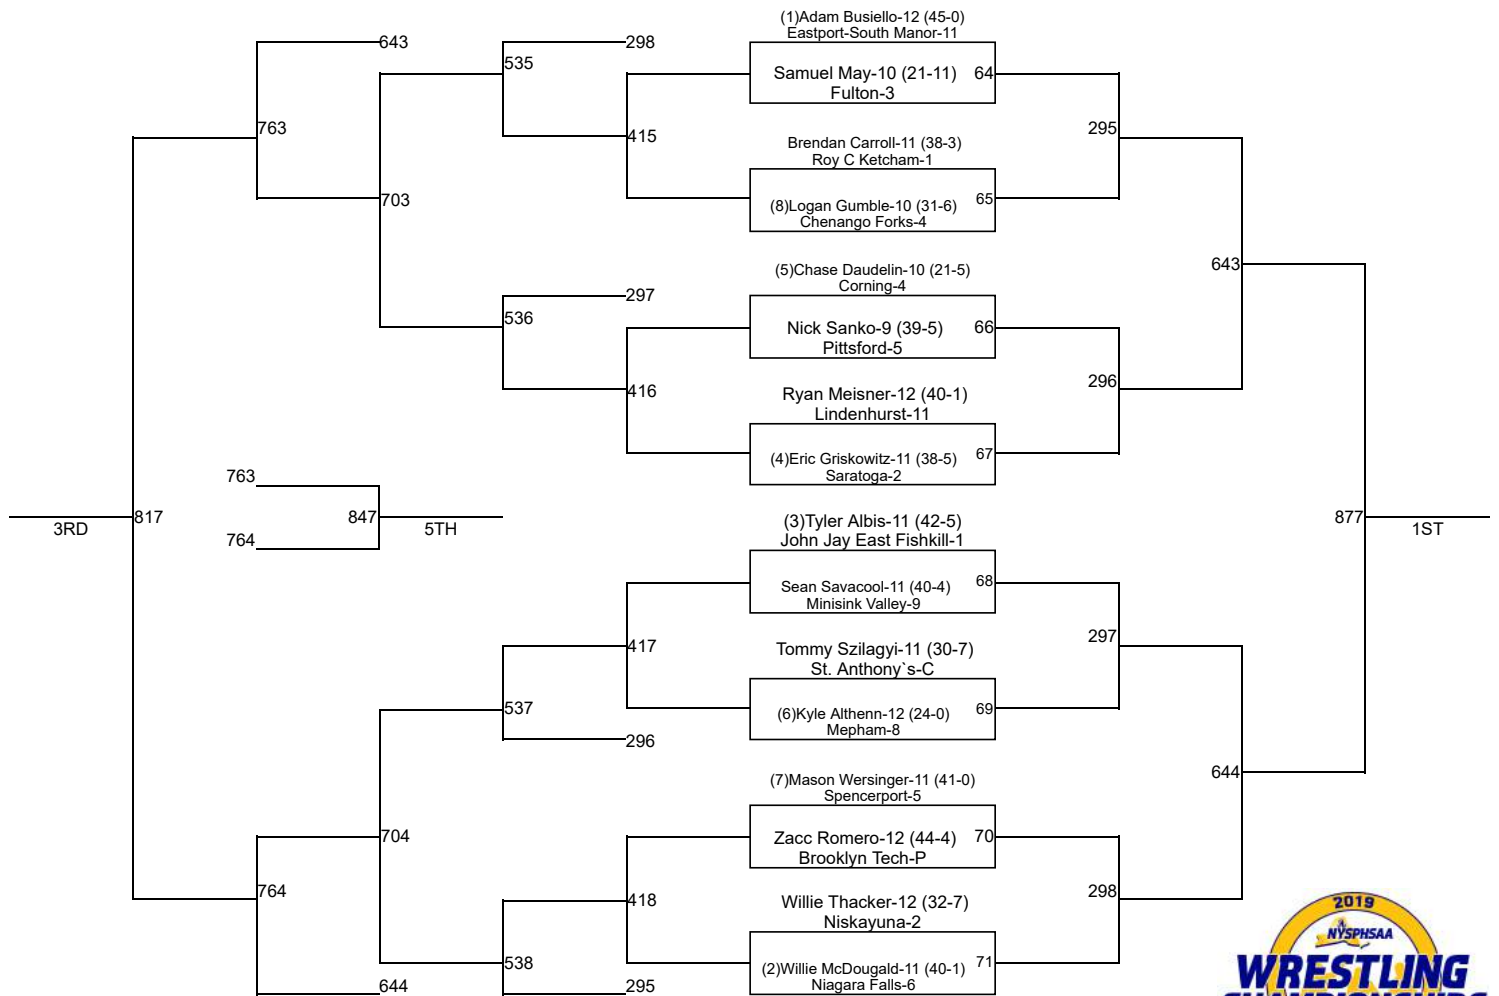 (1)Adam Busiello-12 (45-0)
Eastport-South Manor-11
643
298
535
Samuel May-10 (21-11)
64
Fulton-3
763
415
295
Brendan Carroll-11 (38-3)
Roy C Ketcham-1
703
(8)Logan Gumble-10 (31-6)
65
Chenango Forks-4
643
(5)Chase Daudelin-10 (21-5)
Corning-4
297
536
Nick Sanko-9 (39-5)
66
Pittsford-5
416
296
Ryan Meisner-12 (40-1)
Lindenhurst-11
(4)Eric Griskowitz-11 (38-5)
67
Saratoga-2
763
3RD
817
847
5TH
764
(3)Tyler Albis-11 (42-5)
John Jay East Fishkill-1
877
1ST
Sean Savacool-11 (40-4)
68
Minisink Valley-9
417
297
Tommy Szilagyi-11 (30-7)
St. Anthony`s-C
537
(6)Kyle Althenn-12 (24-0)
69
Mepham-8
296
644
(7)Mason Wersinger-11 (41-0)
Spencerport-5
704
Zacc Romero-12 (44-4)
70
Brooklyn Tech-P
764
418
298
Willie Thacker-12 (32-7)
Niskayuna-2
538
(2)Willie McDougald-11 (40-1)
71
Niagara Falls-6
644
295
2019
NYSPHSAA
WRESTLING